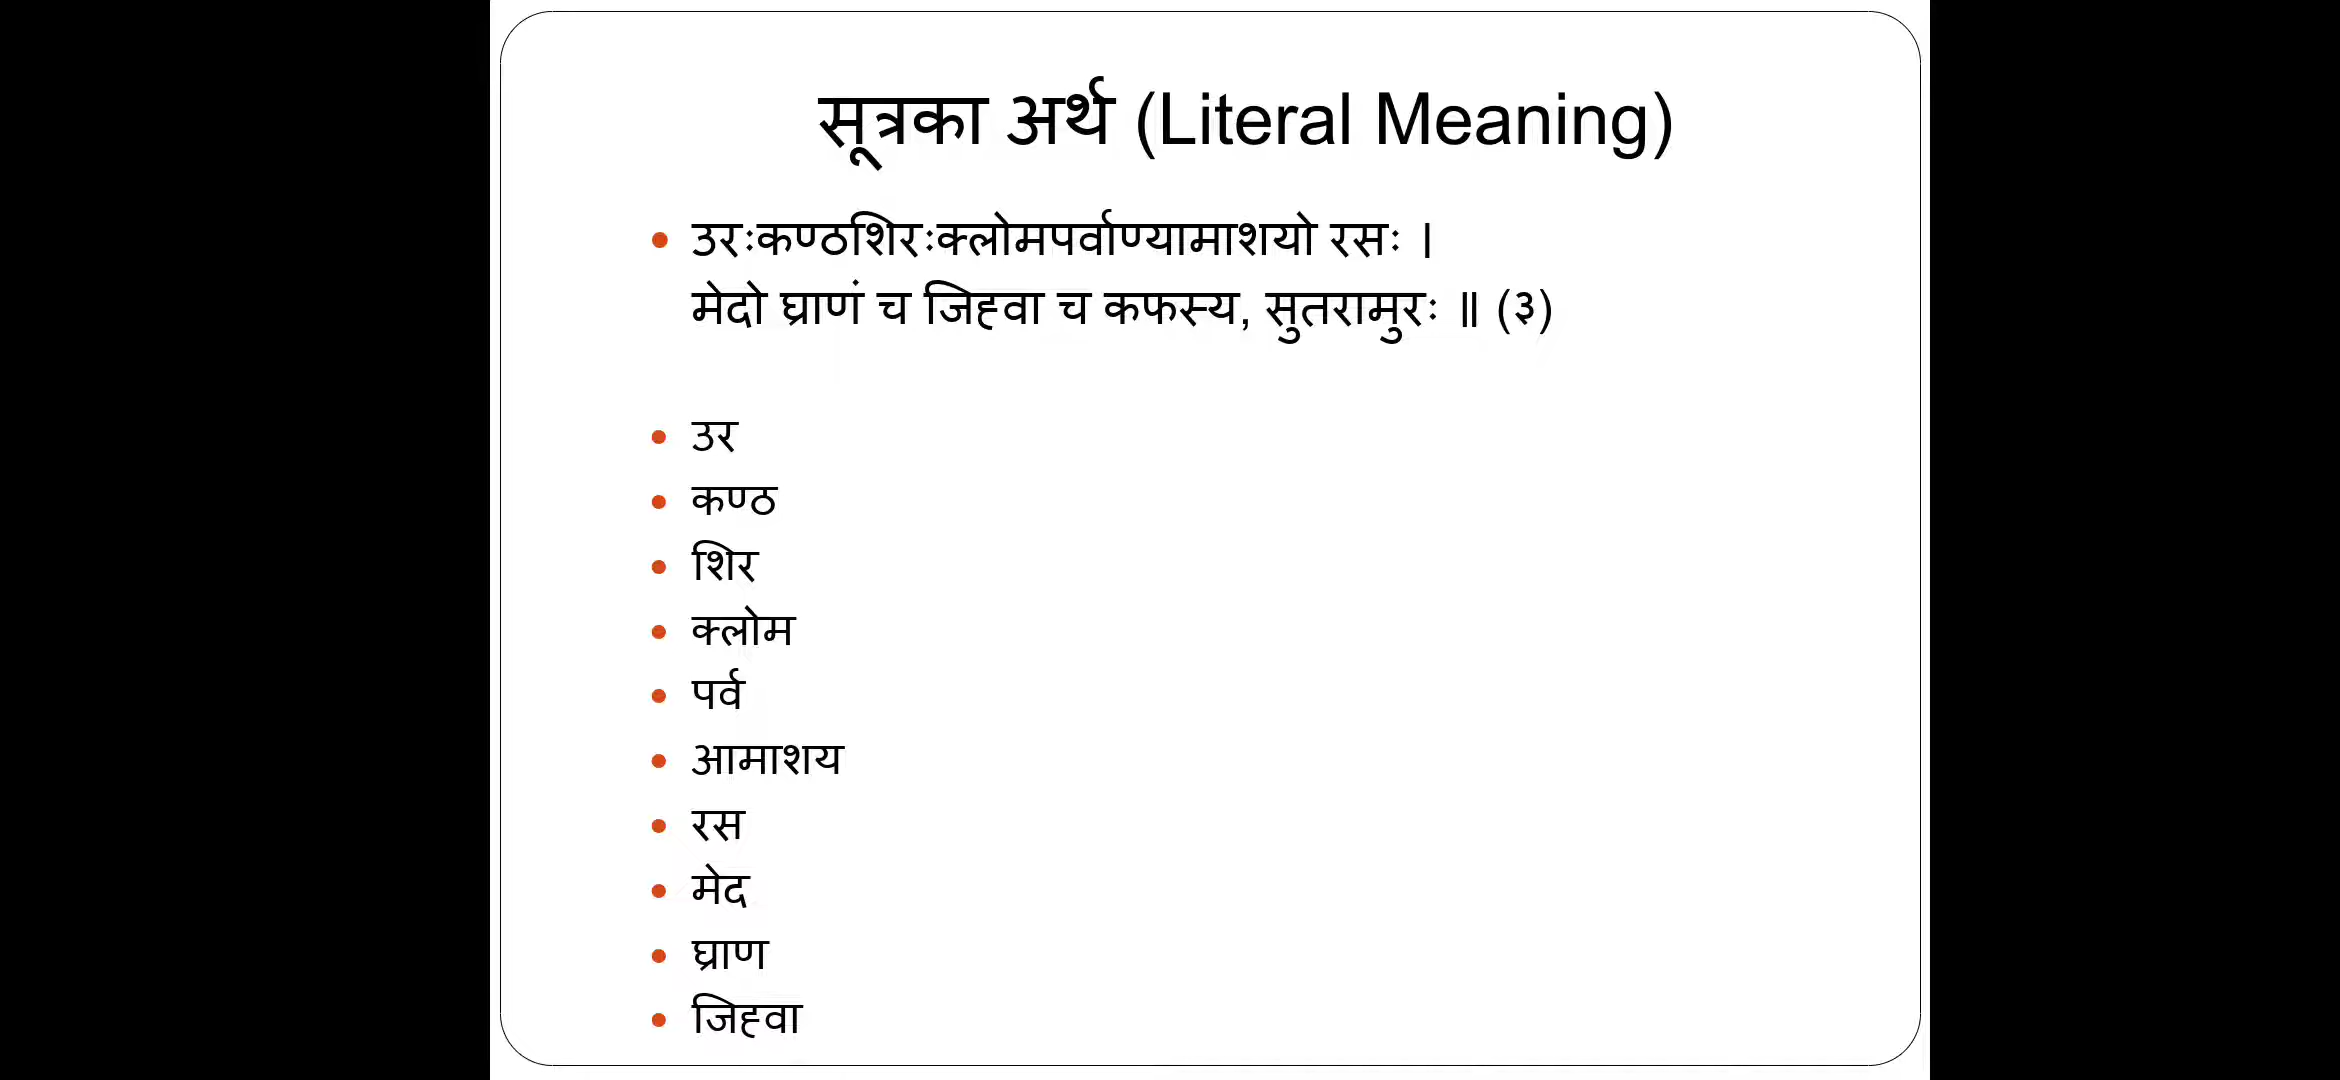 सूत्रका अर्थ (Literal Meaning)
• उरःकण्ठशिरःक्लोमपर्वाण्यामाशयो रसः ।
मेदो घ्राणं च जिह्वा च कफस्य, सुतरामुरः ॥ (३)
• उर
• कण्ठ
• शिर
• क्लोम
• पर्व
• आमाशय
• रस
• मेद
• घ्राण
• जिह्वा